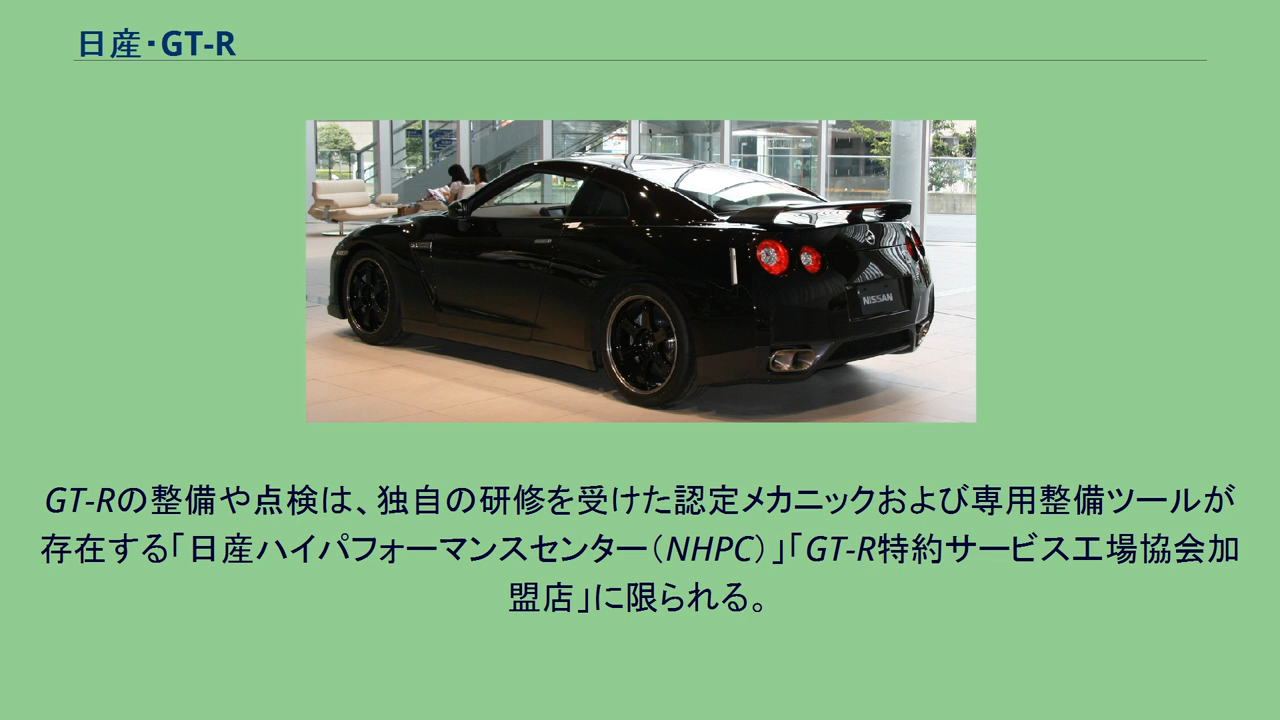 日産・GT-R
NISSAN
GT-Rの整備や点検は、独自の研修を受けた認定メカニックおよび専用整備ツールが
存在する「日産ハイパフォーマンスセンター（NHPC）」「GT-R特約サービス工場協会加
盟店」に限られる。